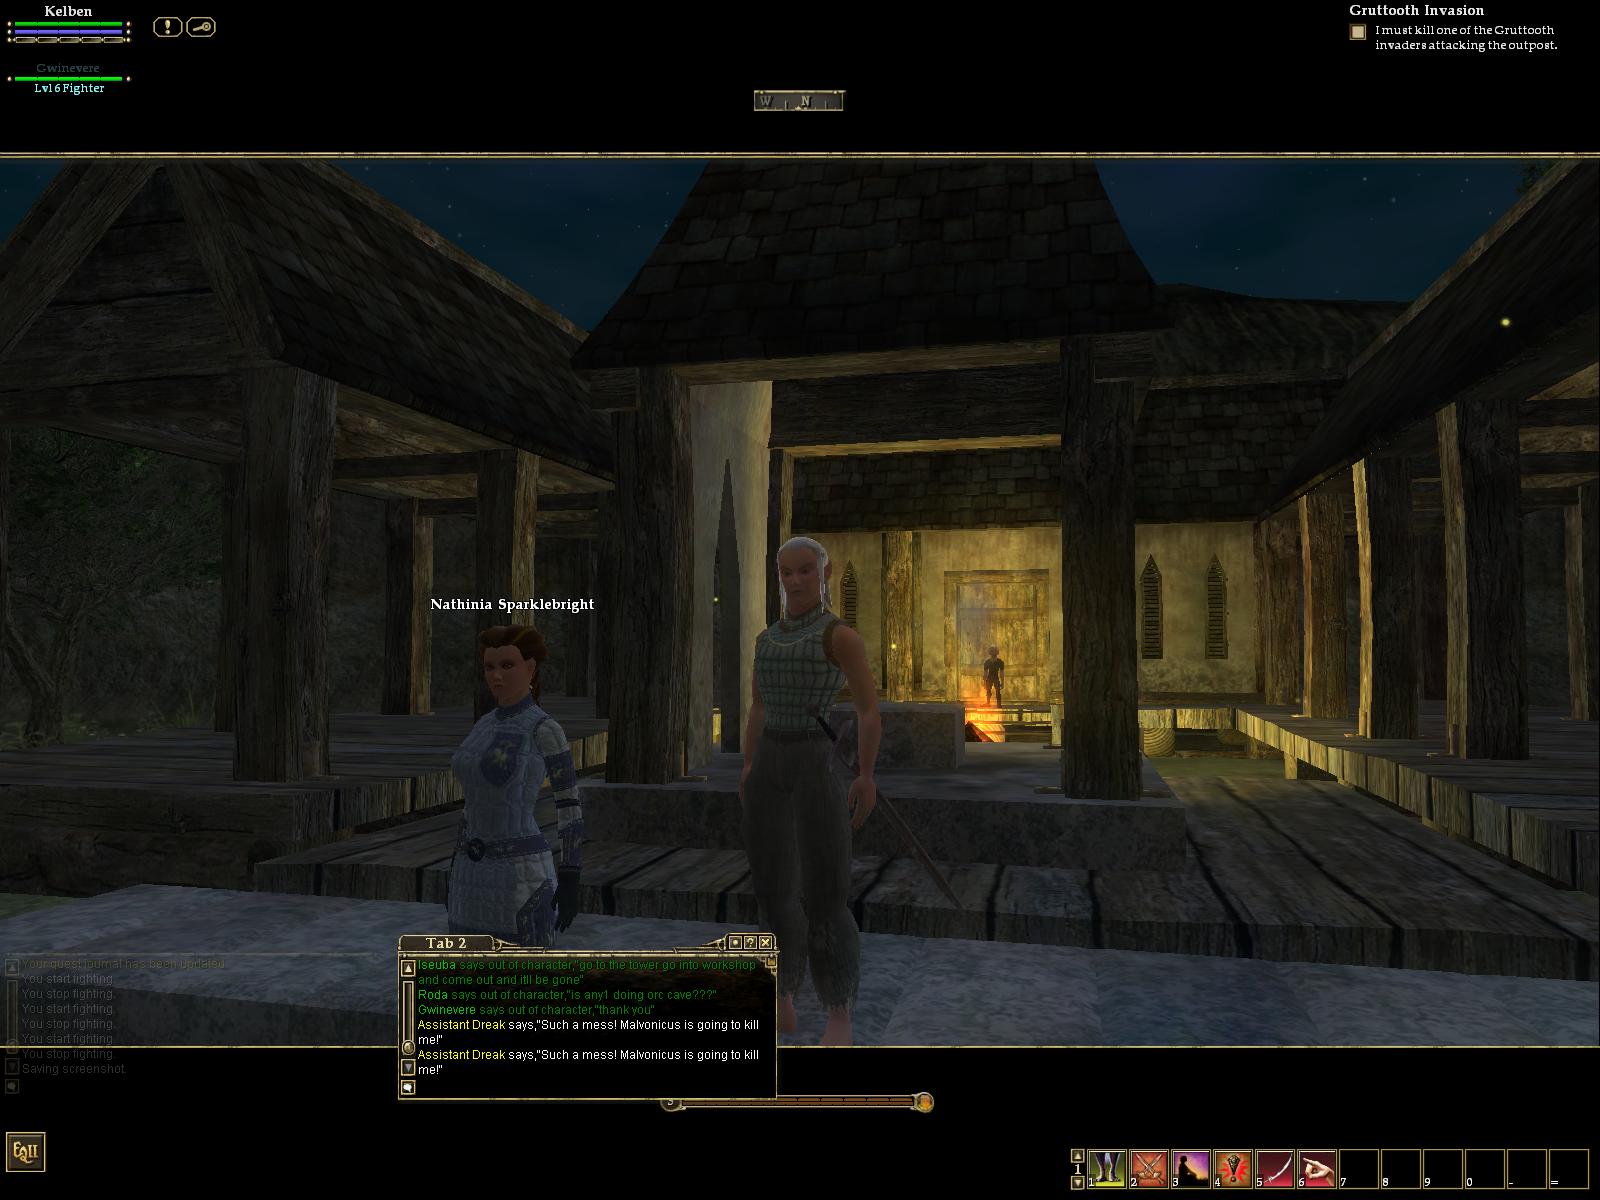 Kelben
Gwinevere
Lvl 6 Fighter
Gruttooth Invasion
I must kill one of the Gruttooth
invaders attacking the outpost.
W N
Nathinia Sparklebright
Your quest journal has been updated.
You start fighting.
You stop fighting.
You start fighting.
You stop fighting.
You start fighting.
You stop fighting.
Saving screenshot.
Tab 2
Iseuba says out of character,"go to the tower go into workshop
and come out and itll be gone"
Roda says out of character,"is any1 doing orc cave???"
Gwinevere says out of character,"thank you"
Assistant Dreak says,"Such a mess! Malvonicus is going to kill
me!"
Assistant Dreak says,"Such a mess! Malvonicus is going to kill
me!"
EQII
1
1 2 3 4 5 6 7 8 9 0 - =